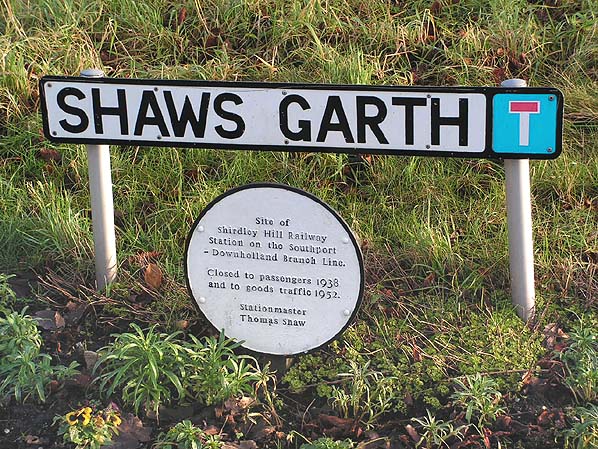 SHAWS GARTH
Site of
Shirdley Hill Railway
Station on the Southport
- Downholland Branch Line.
Closed to passengers 1938
and to goods traffic 1952.
Stationmaster
Thomas Shaw